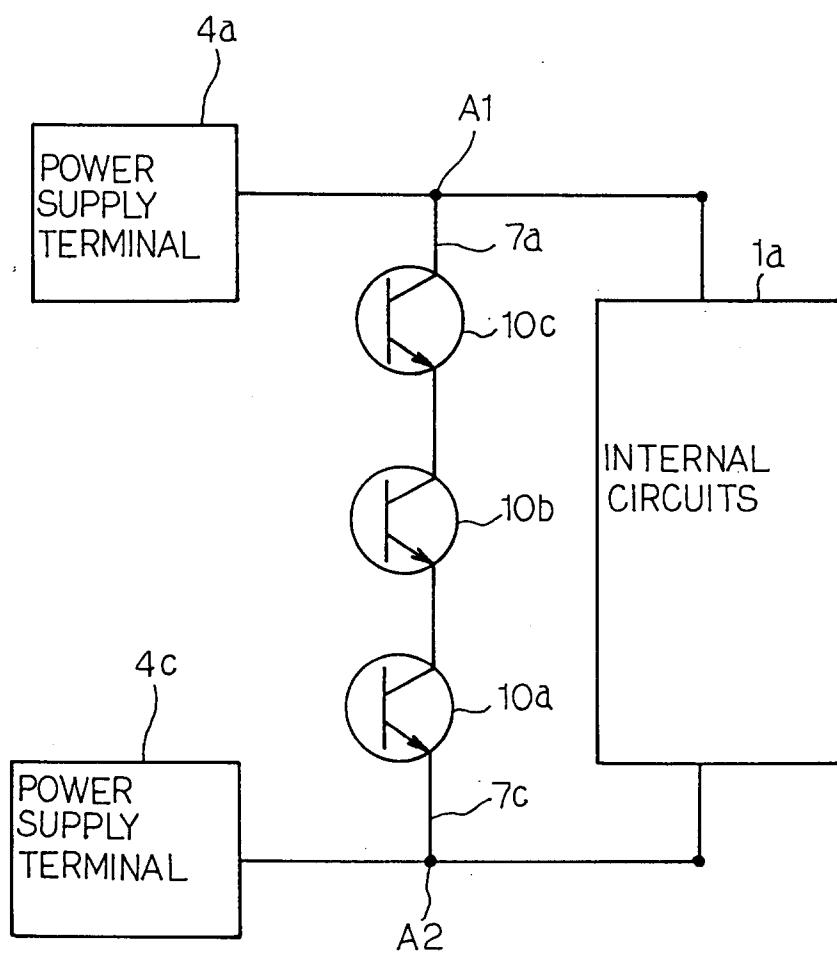 4a
A1
POWER
SUPPLY
TERMINAL
7a
1a
10c
INTERNAL
CIRCUITS
10b
4c
10a
POWER
SUPPLY
TERMINAL
7c
A2